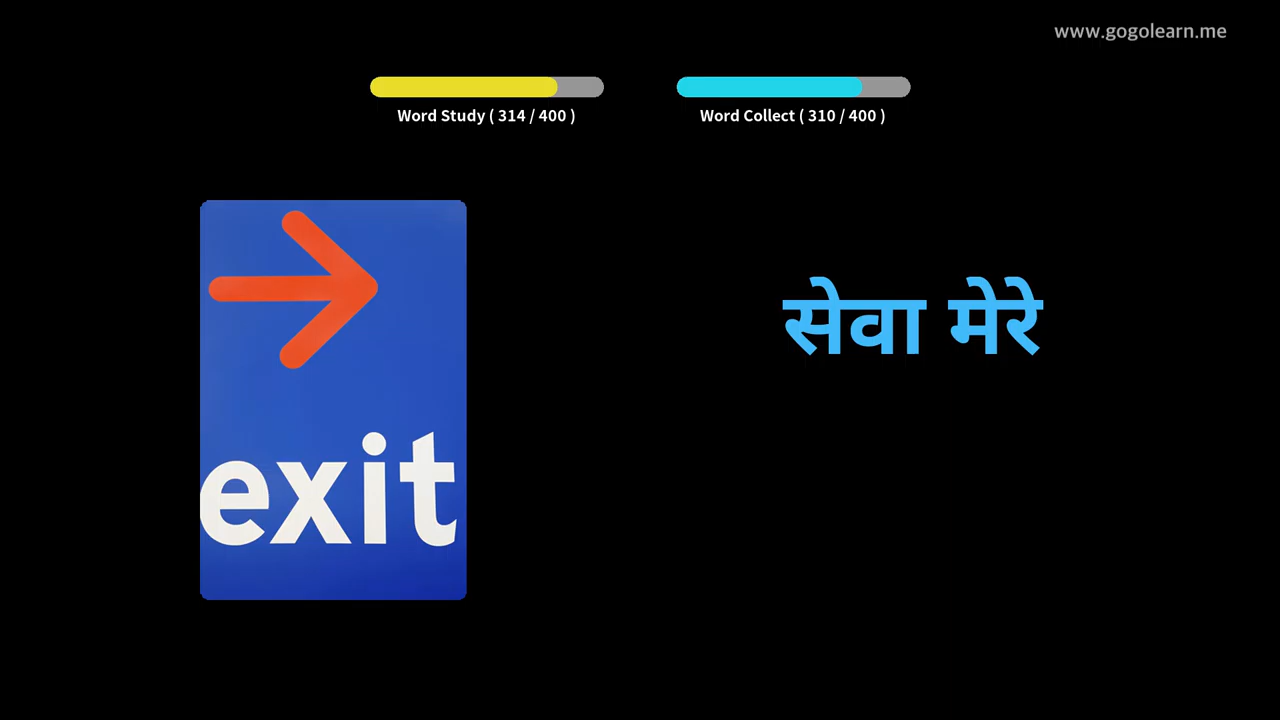 www.gogolearn.me
Word Study ( 314 / 400 )
Word Collect ( 310 / 400 )
सेवा मेरे
exit